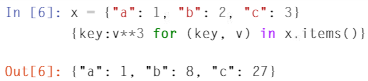 In [6]: x = {"a": 1, "b": 2, "c": 3}
{key:v**3 for (key, v) in x.items()}
Out[6]: {"a": 1, "b": 8, "c": 27}